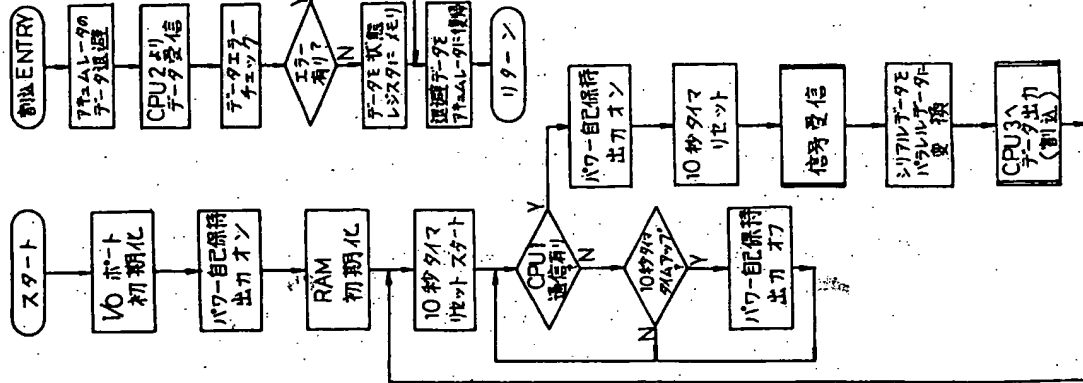 スタート
I/Oポート
初期化
パワー自己保持
出力 オン
RAM
初期化
10秒タイマ
リセット スタート
CPU1
通信有り
Y
N
10秒タイマ
タイムアップ
N
Y
パワー自己保持
出力 オフ
パワー自己保持
出力 オン
10秒タイマ
リセット
信号受信
シリアルデータを
パラレルデータに
変換
CPU3へ
データ出力
(割込)
割込ENTRY
アキュムレータの
データ退避
CPU2より
データ受信
データエラー
チェック
エラー
有り?
Y
N
データを状態
レジスタにメモリ
退避データを
アキュムレータに復帰
リターン